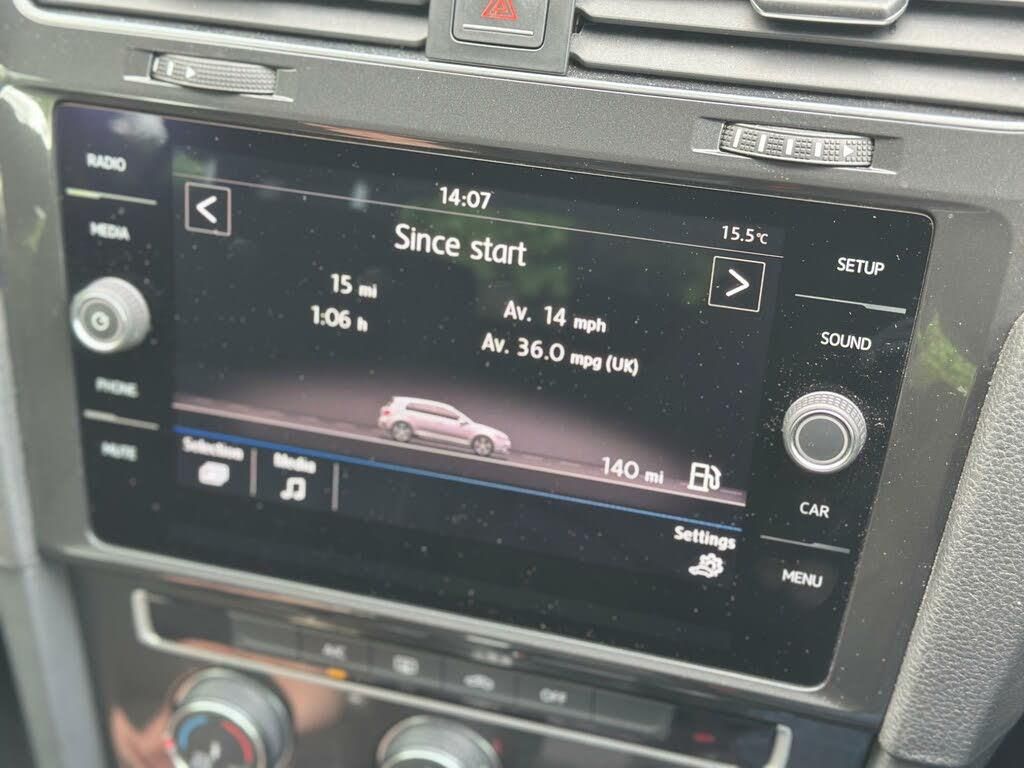 RADIO
MEDIA
PHONE
MUTE
14:07
15.5°C
<
Since start
>
15 mi
1:06 h
Av. 14 mph
Av. 36.0 mpg (UK)
140 mi
Selection
Media
Settings
SETUP
SOUND
CAR
MENU
A/C
OFF